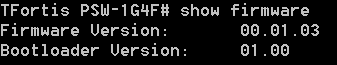 TFortis PSW-1G4F# show firmware
Firmware Version:       00.01.03
Bootloader Version:     01.00